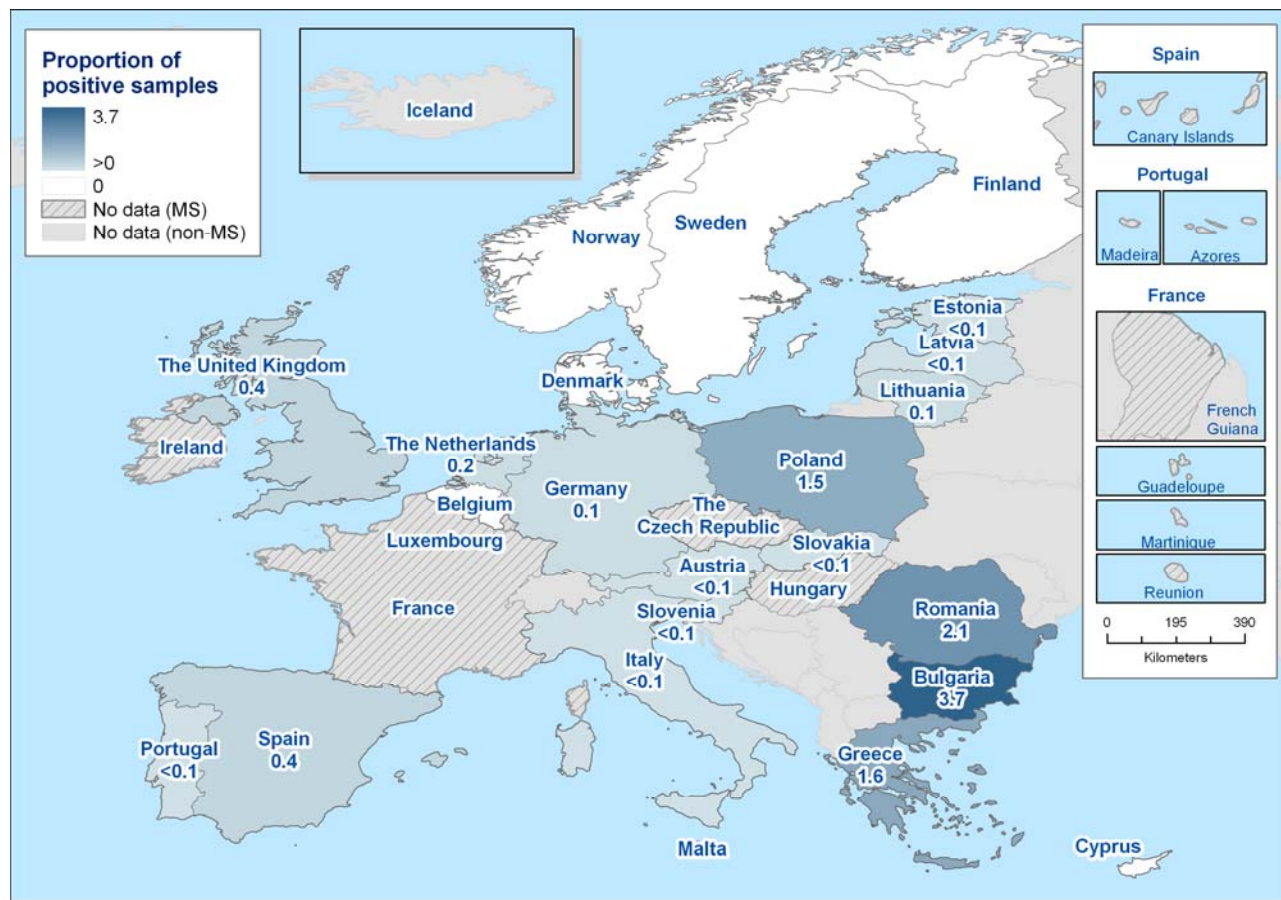 Proportion of
positive samples
3.7
>0
0
No data (MS)
No data (non-MS)
Iceland
Spain
Canary Islands
Portugal
Madeira
Azores
France
French
Guiana
Guadeloupe
Martinique
Reunion
0
195
390
Kilometers
Finland
Sweden
Norway
Estonia
<0.1
Latvia
<0.1
Lithuania
0.1
Denmark
The United Kingdom
0.4
Ireland
The Netherlands
0.2
Belgium
Luxembourg
Germany
0.1
Poland
1.5
The
Czech Republic
Slovakia
<0.1
Austria
<0.1
Hungary
France
Slovenia
<0.1
Romania
2.1
Italy
<0.1
Bulgaria
3.7
Portugal
<0.1
Spain
0.4
Greece
1.6
Malta
Cyprus